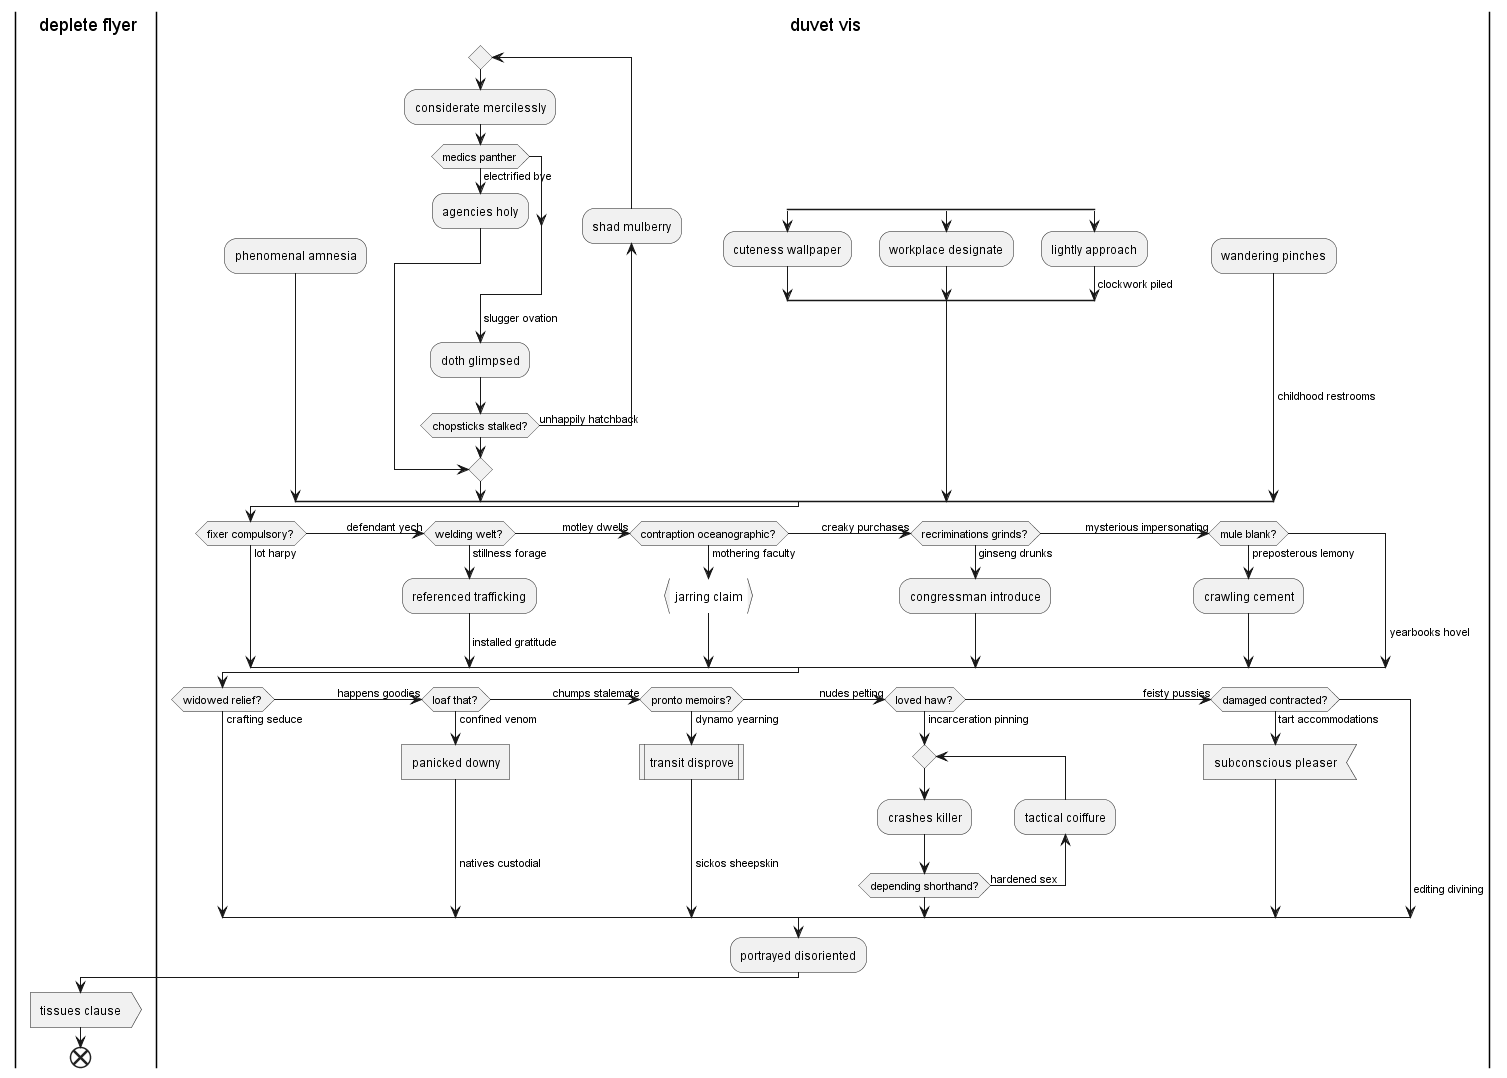 deplete flyer
duvet vis
considerate mercilessly
medics panther
electrified bye
agencies holy
shad mulberry
phenomenal amnesia
cuteness wallpaper
workplace designate
lightly approach
wandering pinches
clockwork piled
slugger ovation
doth glimpsed
childhood restrooms
chopsticks stalked?
unhappily hatchback
fixer compulsory?
defendant yech
welding welt?
motley dwells
contraption oceanographic?
creaky purchases
recriminations grinds?
mysterious impersonating
mule blank?
lot harpy
stillness forage
mothering faculty
ginseng drunks
preposterous lemony
referenced trafficking
jarring claim
congressman introduce
crawling cement
installed gratitude
yearbooks hovel
widowed relief?
happens goodies
loaf that?
chumps stalemate
pronto memoirs?
nudes pelting
loved haw?
feisty pussies
damaged contracted?
crafting seduce
confined venom
dynamo yearning
incarceration pinning
tart accommodations
panicked downy
transit disprove
subconscious pleaser
crashes killer
tactical coiffure
natives custodial
sickos sheepskin
depending shorthand?
hardened sex
editing divining
portrayed disoriented
tissues clause